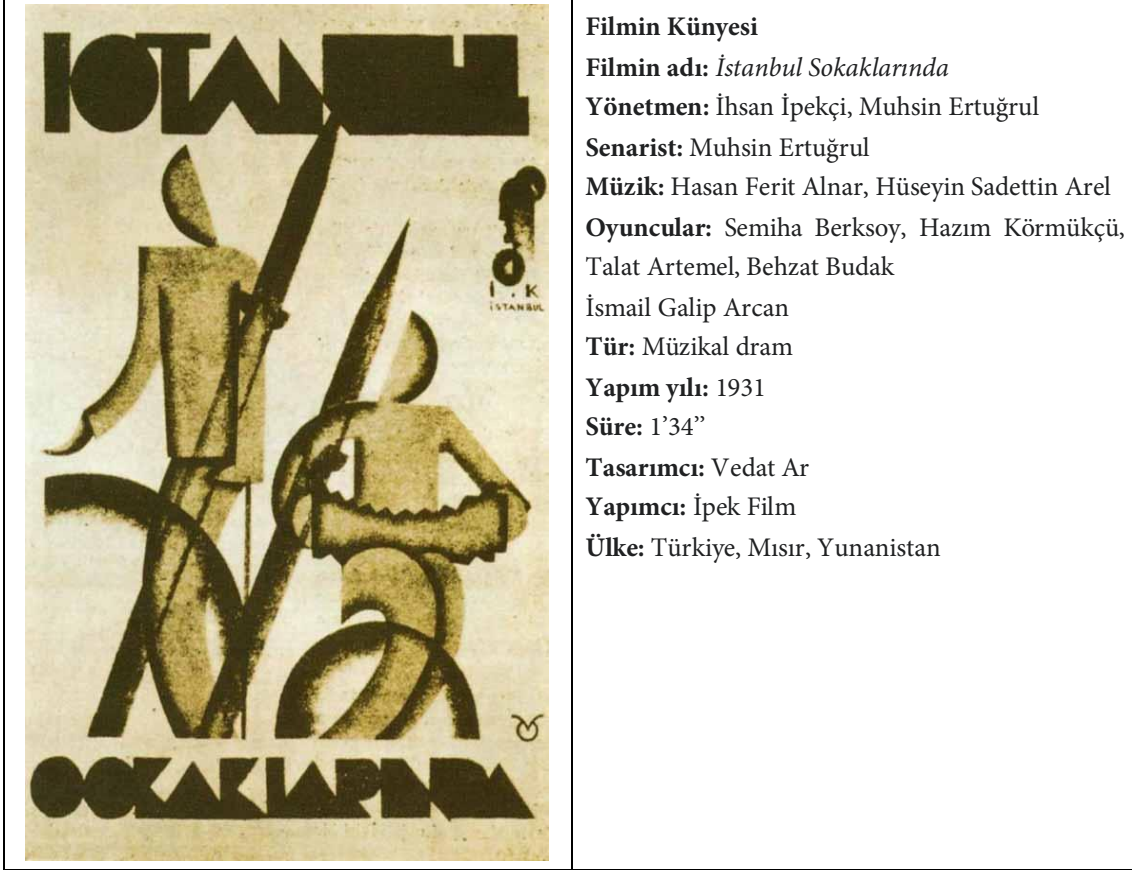 ISTANBUL
I . K
İSTANBUL
SOKAKLARINDA
Filmin Künyesi
Filmin adı: İstanbul Sokaklarında
Yönetmen: İhsan İpekçi, Muhsin Ertuğrul
Senarist: Muhsin Ertuğrul
Müzik: Hasan Ferit Alnar, Hüseyin Sadettin Arel
Oyuncular: Semiha Berksoy, Hazım Körmükçü,
Talat Artemel, Behzat Budak
İsmail Galip Arcan
Tür: Müzikal dram
Yapım yılı: 1931
Süre: 1’34’’
Tasarımcı: Vedat Ar
Yapımcı: İpek Film
Ülke: Türkiye, Mısır, Yunanistan